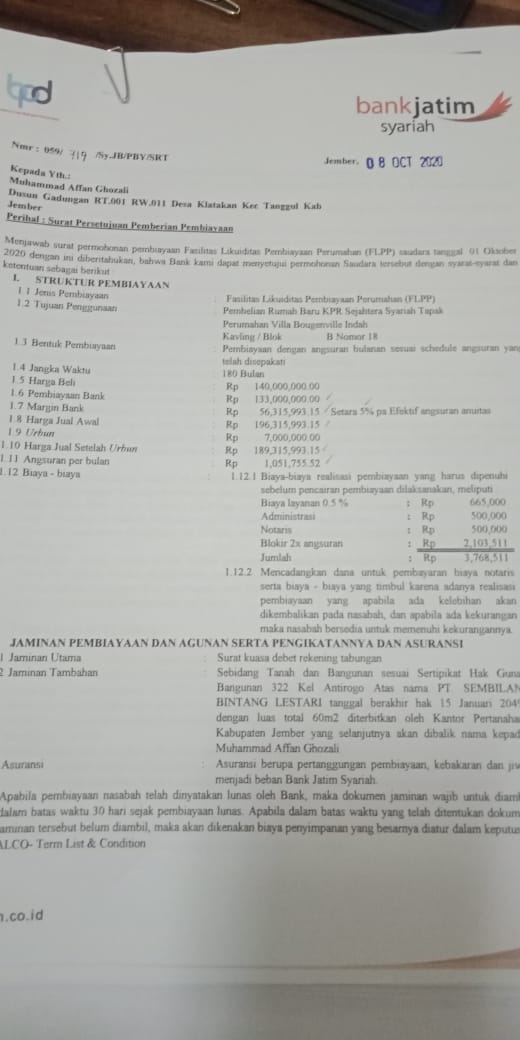 bpd
bankjatim
syariah
Nmr : 059/ 719 /Sy.JB/PBY/SRT
Jember, 08 OCT 2020
Kepada Yth.:
Muhammad Affan Ghozali
Dusun Gadungan RT.001 RW.011 Desa Klatakan Kec Tanggul Kab
Jember
Perihal : Surat Persetujuan Pemberian Pembiayaan
Menjawab surat permohonan pembiayaan Fasilitas Likuiditas Pembiayaan Perumahan (FLPP) saudara tanggal 01 Oktober
2020 dengan ini diberitahukan, bahwa Bank kami dapat menyetujui permohonan Saudara tersebut dengan syarat-syarat dan
ketentuan sebagai berikut
I. STRUKTUR PEMBIAYAAN
1.1 Jenis Pembiayaan : Fasilitas Likuiditas Pembiayaan Perumahan (FLPP)
1.2 Tujuan Penggunaan : Pembelian Rumah Baru KPR Sejahtera Syariah Tapak
Perumahan Villa Bougenville Indah
Kavling / Blok B Nomor 18
1.3 Bentuk Pembiayaan : Pembiayaan dengan angsuran bulanan sesuai schedule angsuran yang
telah disepakati
1.4 Jangka Waktu : 180 Bulan
1.5 Harga Beli : Rp 140,000,000.00
1.6 Pembiayaan Bank : Rp 133,000,000.00
1.7 Margin Bank : Rp 56,315,993.15 Setara 5% pa Efektif angsuran anuitas
1.8 Harga Jual Awal : Rp 196,315,993.15
1.9 Urbun : Rp 7,000,000.00
1.10 Harga Jual Setelah Urbun : Rp 189,315,993.15
1.11 Angsuran per bulan : Rp 1,051,755.52
1.12 Biaya - biaya : 1.12.1 Biaya-biaya realisasi pembiayaan yang harus dipenuhi
sebelum pencairan pembiayaan dilaksanakan, meliputi
Biaya layanan 0.5 % : Rp 665,000
Administrasi : Rp 500,000
Notaris : Rp 500,000
Blokir 2x angsuran : Rp 2,103,511
Jumlah : Rp 3,768,511
1.12.2 Mencadangkan dana untuk pembayaran biaya notaris
serta biaya - biaya yang timbul karena adanya realisasi
pembiayaan yang apabila ada kelebihan akan
dikembalikan pada nasabah, dan apabila ada kekurangan
maka nasabah bersedia untuk memenuhi kekurangannya.
JAMINAN PEMBIAYAAN DAN AGUNAN SERTA PENGIKATANNYA DAN ASURANSI
1 Jaminan Utama : Surat kuasa debet rekening tabungan
2 Jaminan Tambahan : Sebidang Tanah dan Bangunan sesuai Sertipikat Hak Guna
Bangunan 322 Kel Antirogo Atas nama PT. SEMBILAN
BINTANG LESTARI tanggal berakhir hak 15 Januari 2049
dengan luas total 60m2 diterbitkan oleh Kantor Pertanaha
Kabupaten Jember yang selanjutnya akan dibalik nama kepad
Muhammad Affan Ghozali
Asuransi : Asuransi berupa pertanggungan pembiayaan, kebakaran dan jiw
menjadi beban Bank Jatim Syariah.
Apabila pembiayaan nasabah telah dinyatakan lunas oleh Bank, maka dokumen jaminan wajib untuk diamb
dalam batas waktu 30 hari sejak pembiayaan lunas. Apabila dalam batas waktu yang telah ditentukan dokum
aminan tersebut belum diambil, maka akan dikenakan biaya penyimpanan yang besarnya diatur dalam keputus
ALCO- Term List & Condition
.co.id